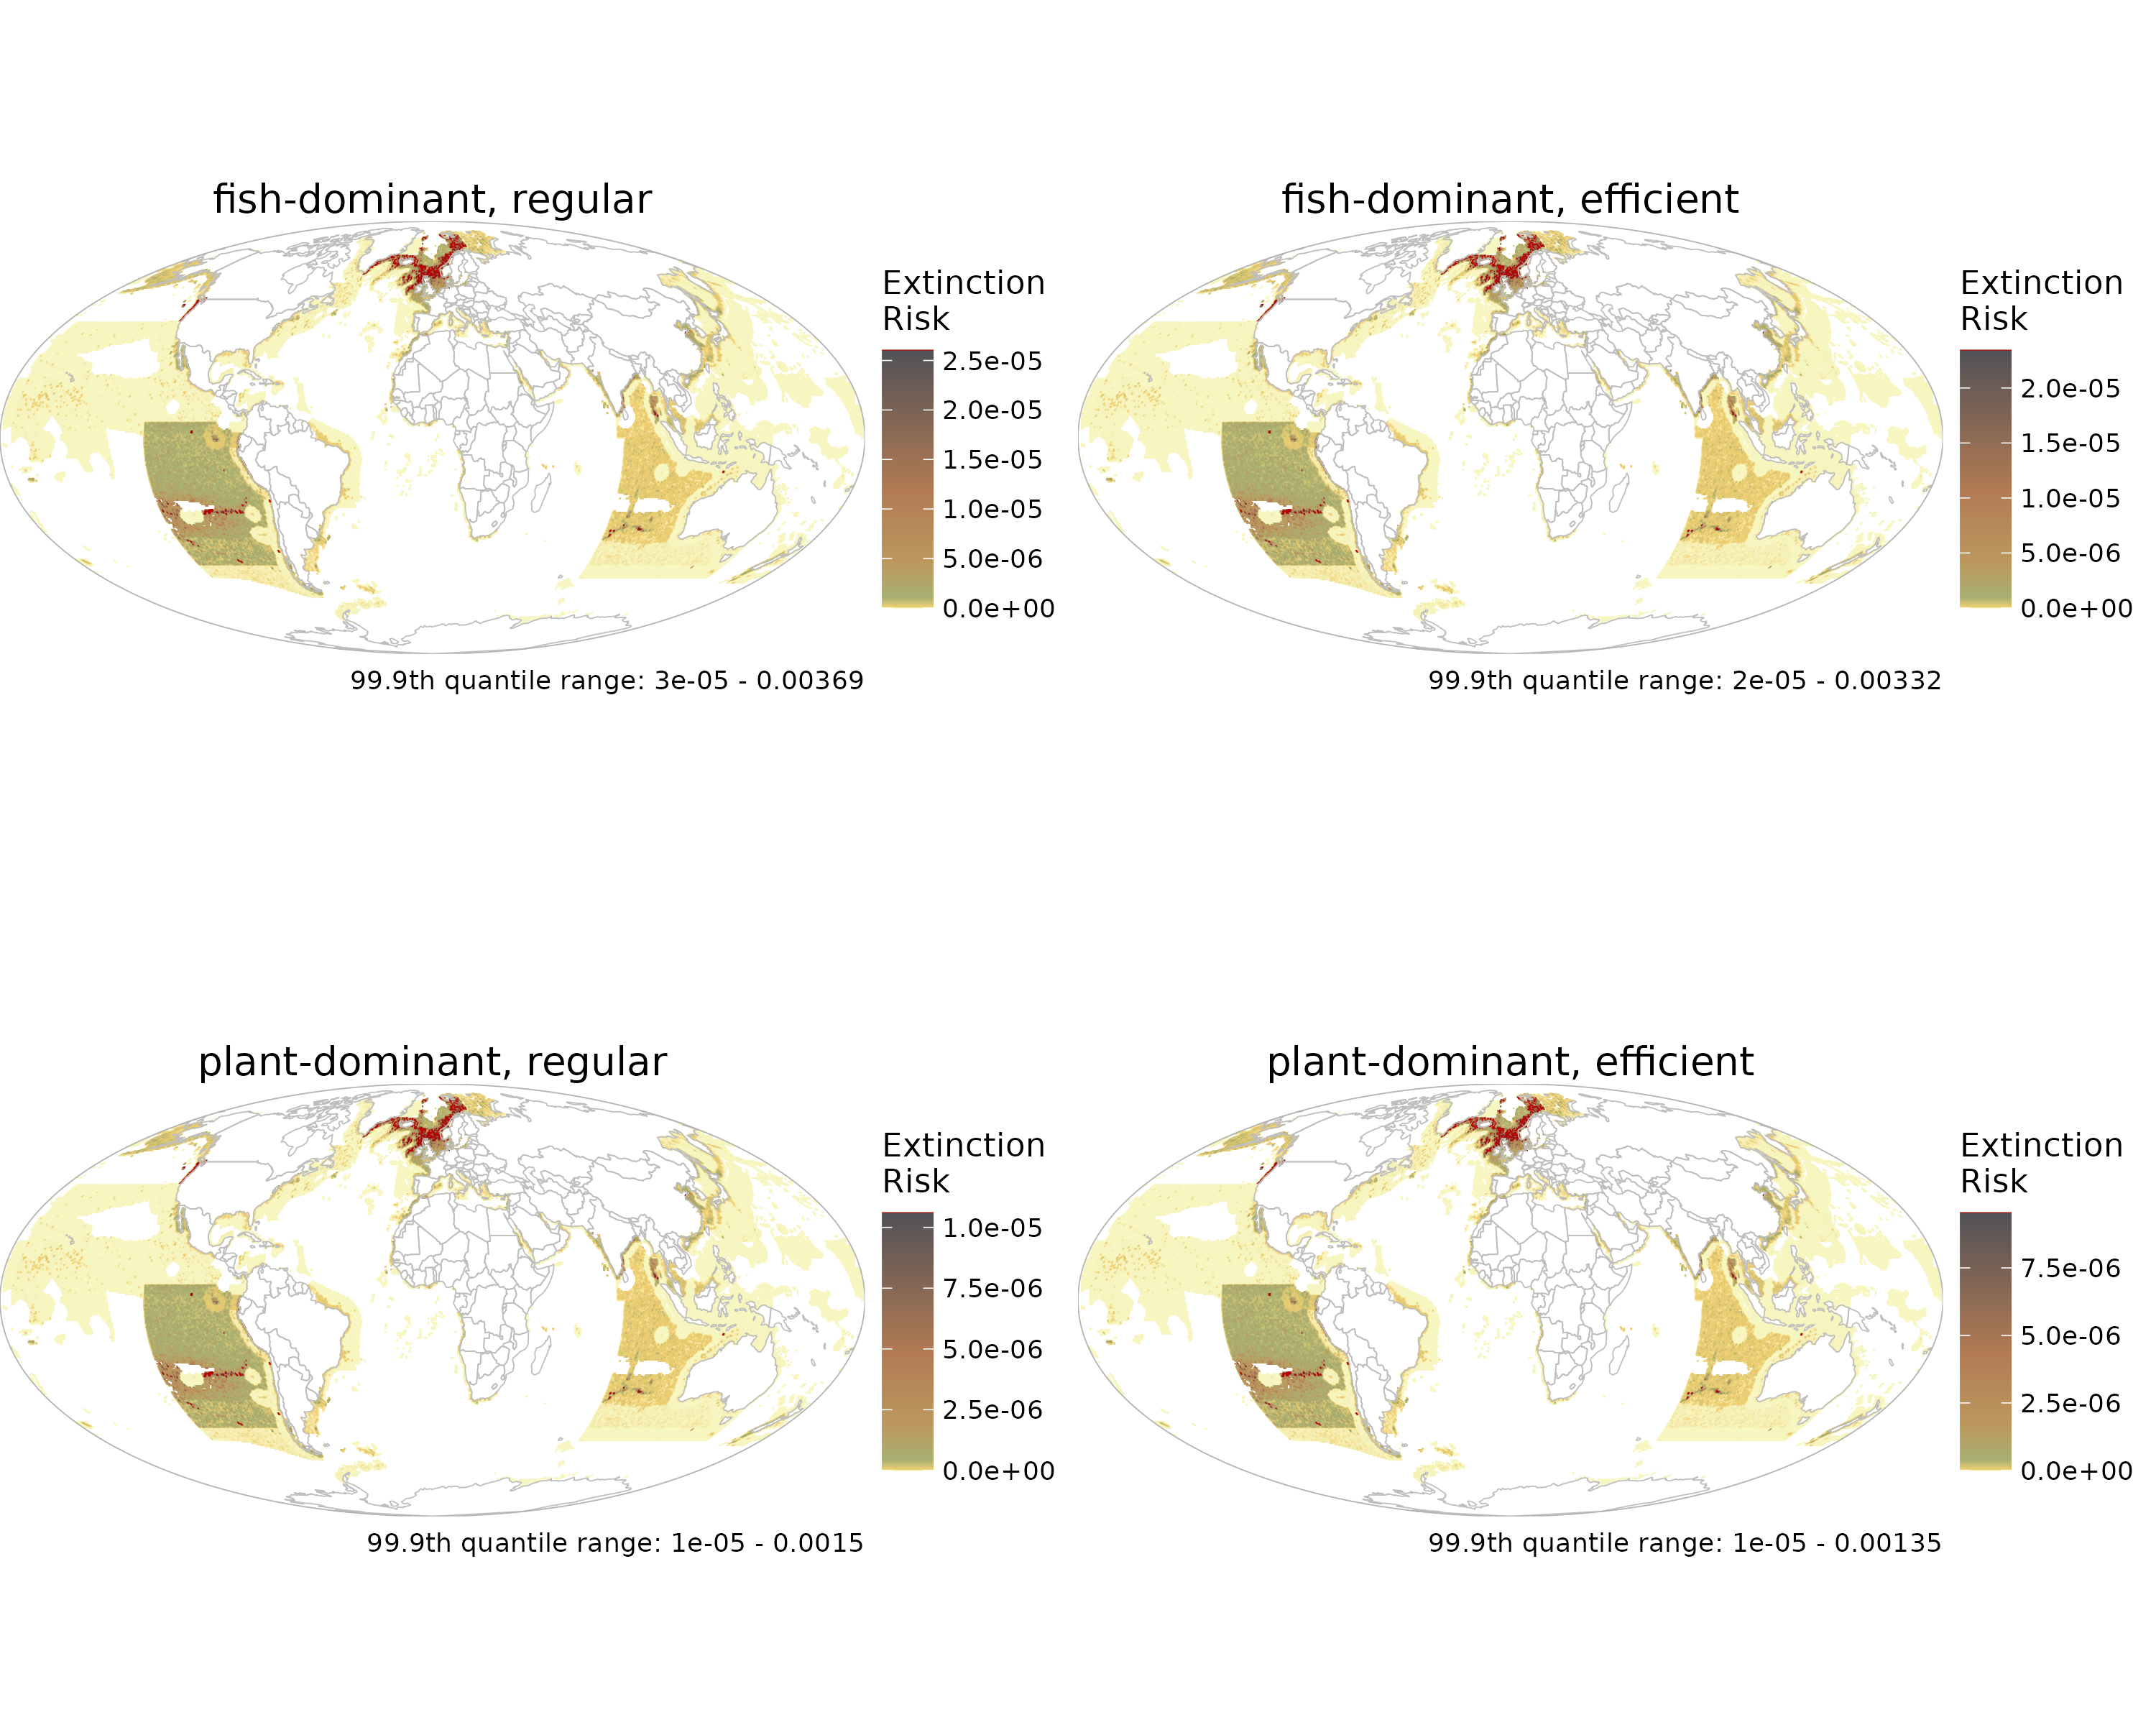 fish-dominant, regular
Extinction
Risk
2.5e-05
2.0e-05
1.5e-05
1.0e-05
5.0e-06
0.0e+00
99.9th quantile range: 3e-05 - 0.00369
fish-dominant, efficient
Extinction
Risk
2.0e-05
1.5e-05
1.0e-05
5.0e-06
0.0e+00
99.9th quantile range: 2e-05 - 0.00332
plant-dominant, regular
Extinction
Risk
1.0e-05
7.5e-06
5.0e-06
2.5e-06
0.0e+00
99.9th quantile range: 1e-05 - 0.0015
plant-dominant, efficient
Extinction
Risk
7.5e-06
5.0e-06
2.5e-06
0.0e+00
99.9th quantile range: 1e-05 - 0.00135